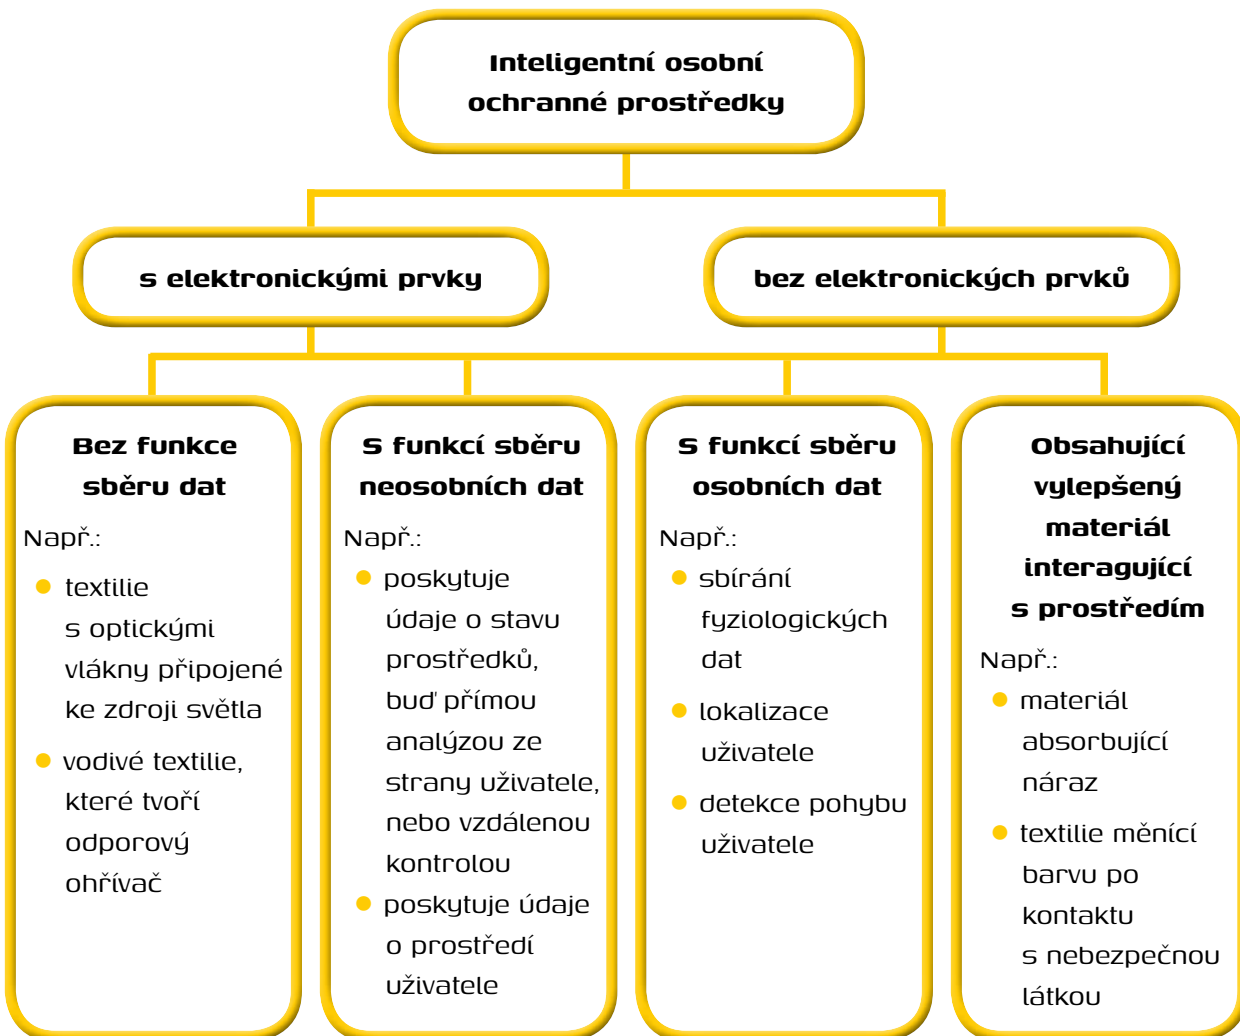 Inteligentní osobní
ochranné prostředky
s elektronickými prvky
bez elektronických prvků
Bez funkce
sběru dat
Např.:
textilie
s optickými
vlákny připojené
ke zdroji světla
vodivé textilie,
které tvoří
odporový
ohřívač
S funkcí sběru
neosobních dat
Např.:
poskytuje
údaje o stavu
prostředků,
buď přímou
analýzou ze
strany uživatele,
nebo vzdálenou
kontrolou
poskytuje údaje
o prostředí
uživatele
S funkcí sběru
osobních dat
Např.:
sbírání
fyziologických
dat
lokalizace
uživatele
detekce pohybu
uživatele
Obsahující
vylepšený
materiál
interagující
s prostředím
Např.:
materiál
absorbující
náraz
textilie měnící
barvu po
kontaktu
s nebezpečnou
látkou